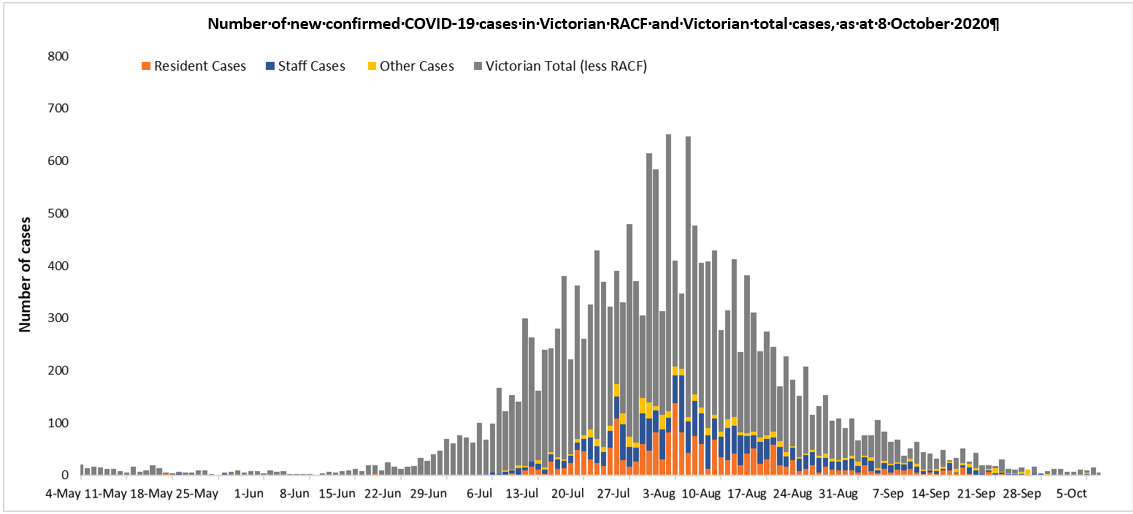 Number·of·new·confirmed·COVID-19·cases·in·Victorian·RACF·and·Victorian·total·cases,·as·at·8·October·2020¶
800
Resident Cases Staff Cases Other Cases Victorian Total (less RACF)
700
600
500
400
300
200
100
0
Number of cases
4-May 11-May 18-May 25-May 1-Jun 8-Jun 15-Jun 22-Jun 29-Jun 6-Jul 13-Jul 20-Jul 27-Jul 3-Aug 10-Aug 17-Aug 24-Aug 31-Aug 7-Sep 14-Sep 21-Sep 28-Sep 5-Oct